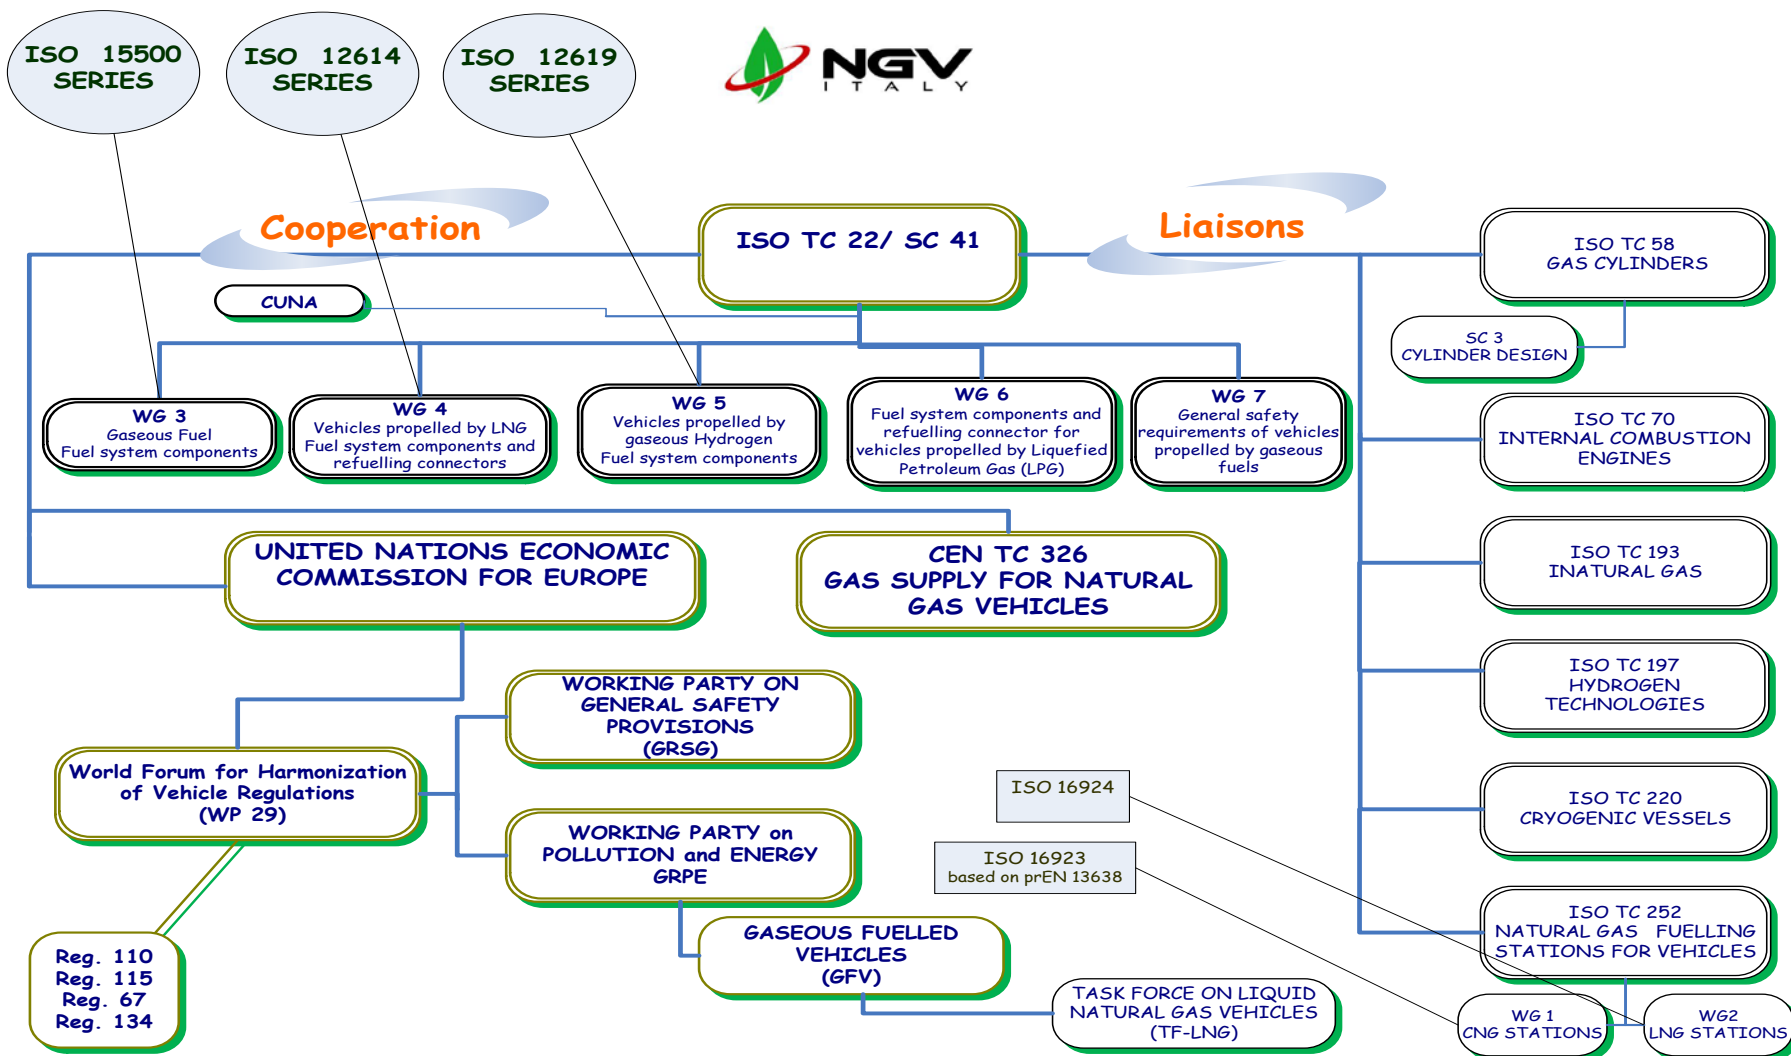 ISO 15500
SERIES
ISO 12614
SERIES
ISO 12619
SERIES
NGV
ITALY
Cooperation
ISO TC 22/ SC 41
Liaisons
CUNA
WG 3
Gaseous Fuel
Fuel system components
WG 4
Vehicles propelled by LNG
Fuel system components and
refuelling connectors
WG 5
Vehicles propelled by
gaseous Hydrogen
Fuel system components
WG 6
Fuel system components and
refuelling connector for
vehicles propelled by Liquefied
Petroleum Gas (LPG)
WG 7
General safety
requirements of vehicles
propelled by gaseous
fuels
ISO TC 58
GAS CYLINDERS
SC 3
CYLINDER DESIGN
ISO TC 70
INTERNAL COMBUSTION
ENGINES
ISO TC 193
INATURAL GAS
ISO TC 197
HYDROGEN
TECHNOLOGIES
ISO TC 220
CRYOGENIC VESSELS
ISO TC 252
NATURAL GAS FUELLING
STATIONS FOR VEHICLES
WG 1
CNG STATIONS
WG2
LNG STATIONS
UNITED NATIONS ECONOMIC
COMMISSION FOR EUROPE
CEN TC 326
GAS SUPPLY FOR NATURAL
GAS VEHICLES
WORKING PARTY ON
GENERAL SAFETY
PROVISIONS
(GRSG)
World Forum for Harmonization
of Vehicle Regulations
(WP 29)
WORKING PARTY on
POLLUTION and ENERGY
GRPE
ISO 16924
ISO 16923
based on prEN 13638
GASEOUS FUELLED
VEHICLES
(GFV)
Reg. 110
Reg. 115
Reg. 67
Reg. 134
TASK FORCE ON LIQUID
NATURAL GAS VEHICLES
(TF-LNG)